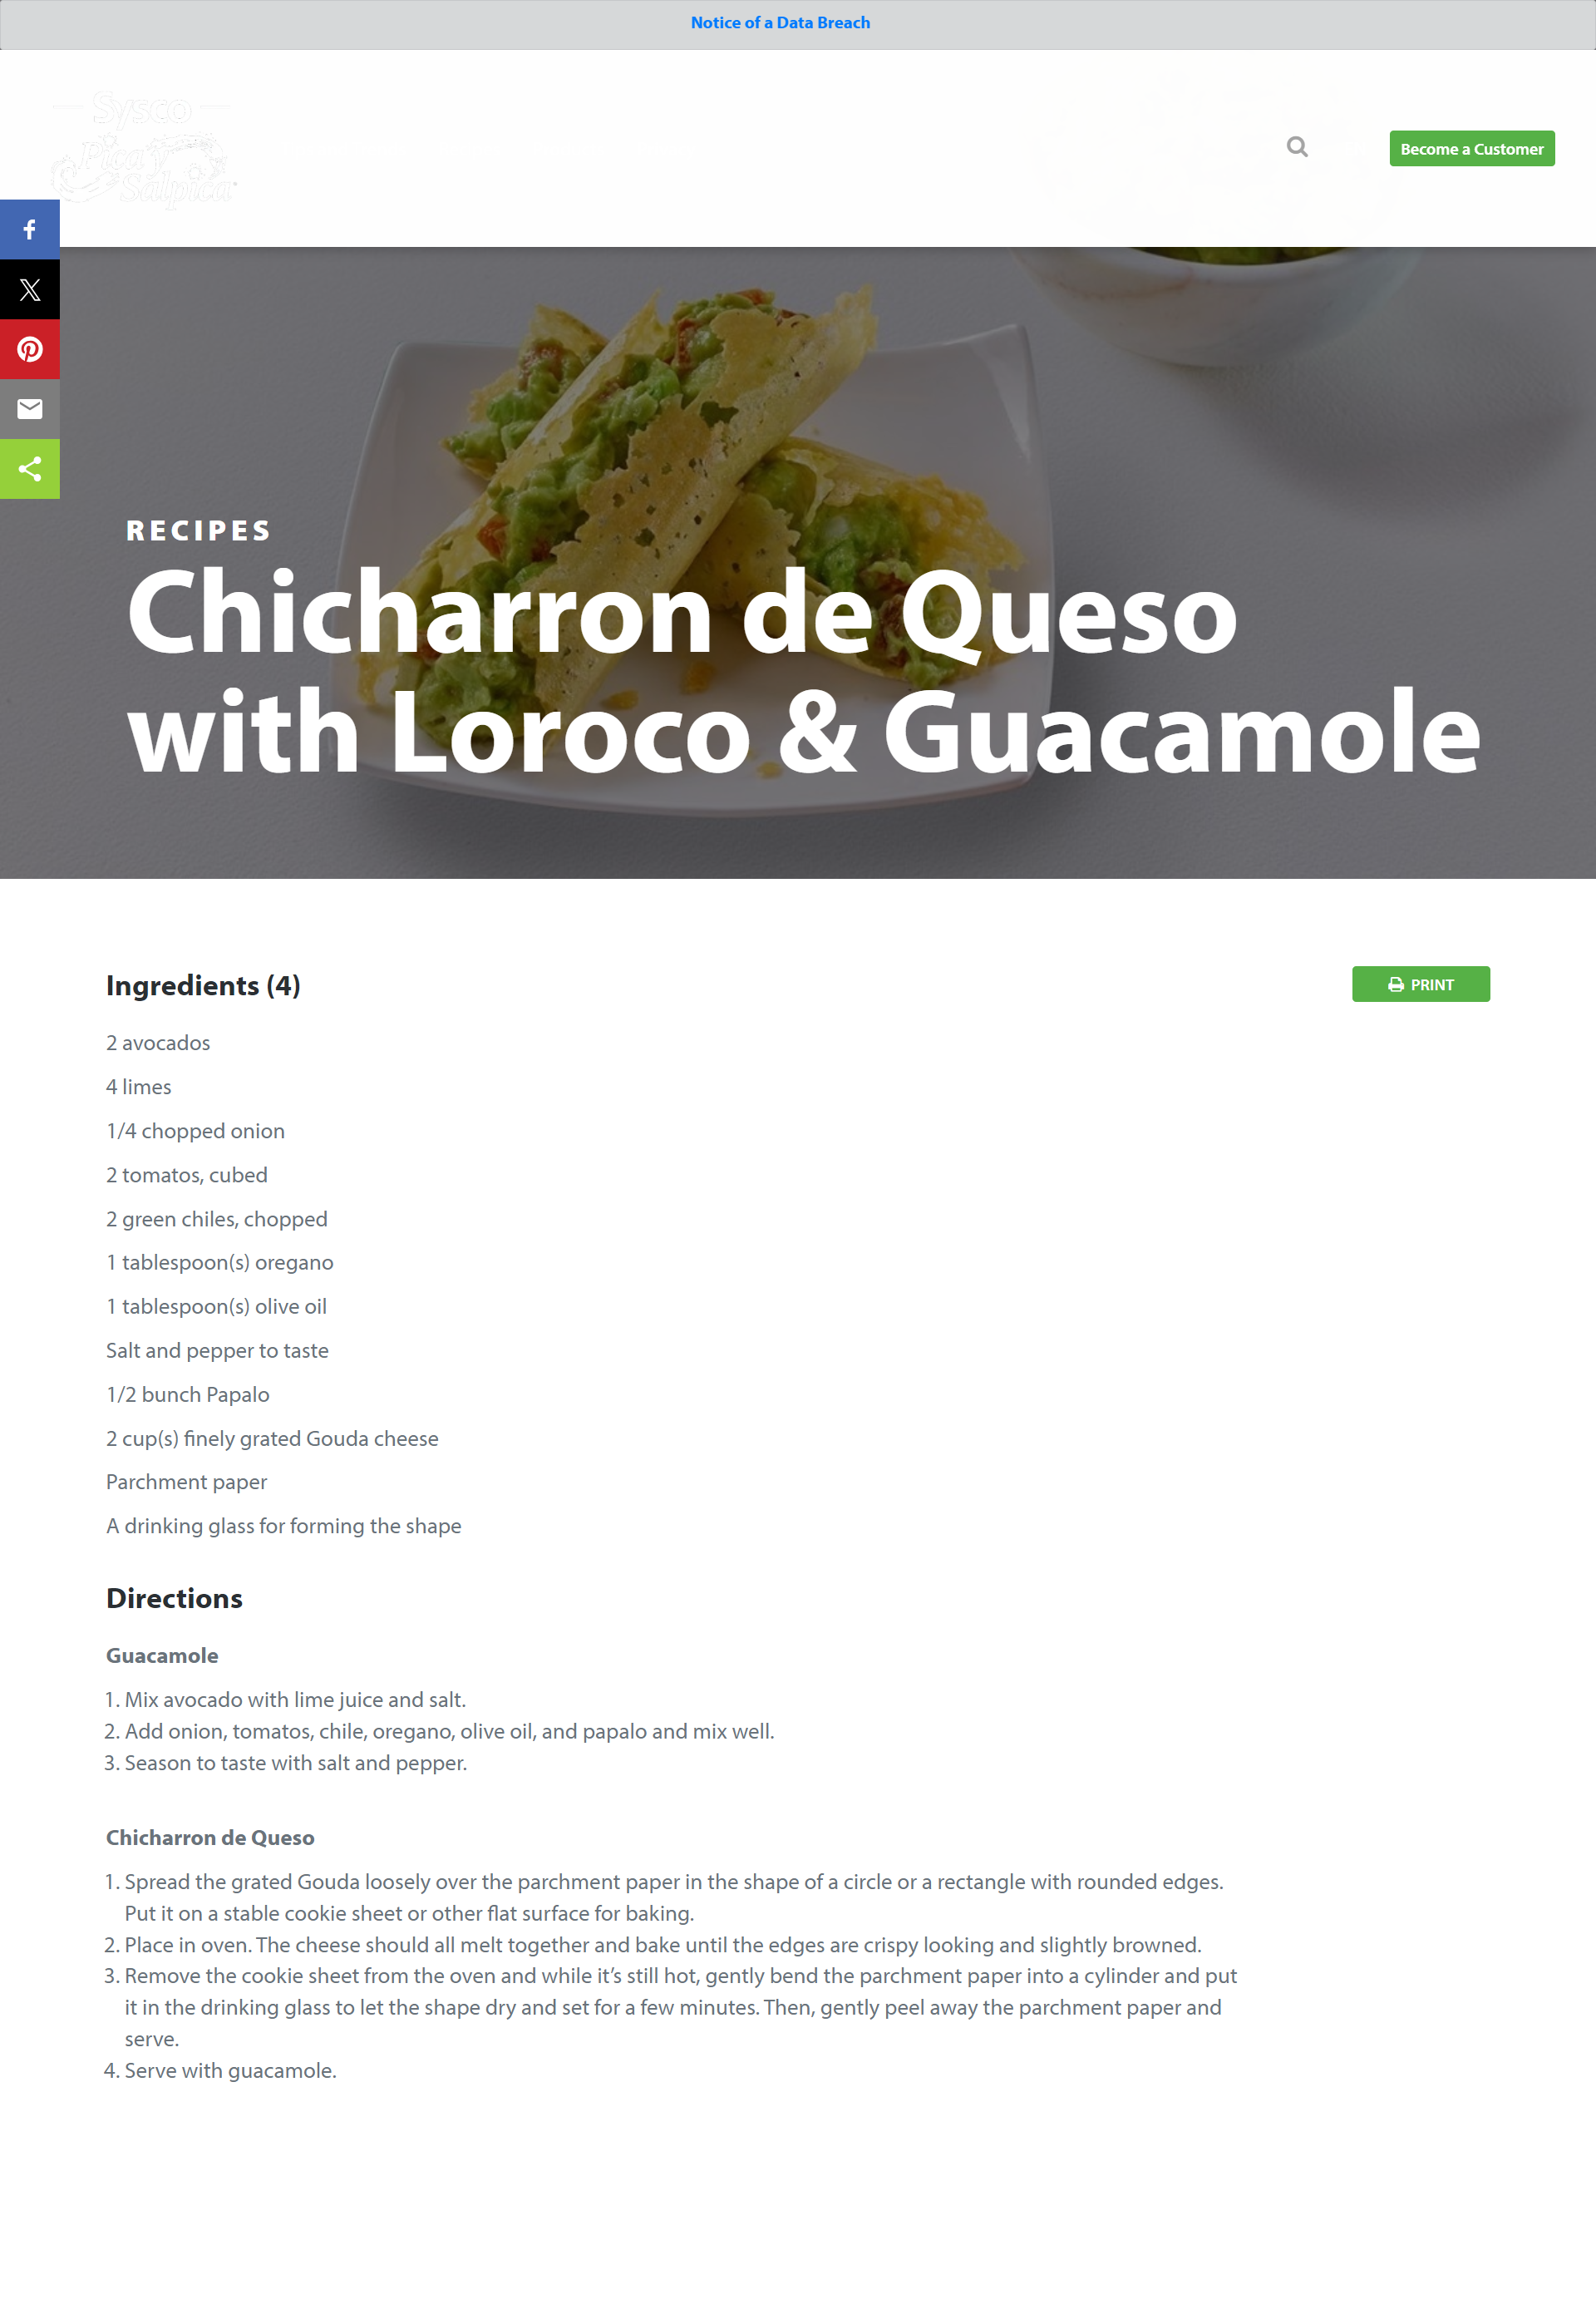 Notice of a Data Breach
Sysco
Pica y
Salpica
Become a Customer
RECIPES
Chicharron de Queso
with Loroco & Guacamole
Ingredients (4)
PRINT
2 avocados
4 limes
1/4 chopped onion
2 tomatos, cubed
2 green chiles, chopped
1 tablespoon(s) oregano
1 tablespoon(s) olive oil
Salt and pepper to taste
1/2 bunch Papalo
2 cup(s) finely grated Gouda cheese
Parchment paper
A drinking glass for forming the shape
Directions
Guacamole
1. Mix avocado with lime juice and salt.
2. Add onion, tomatos, chile, oregano, olive oil, and papalo and mix well.
3. Season to taste with salt and pepper.
Chicharron de Queso
1. Spread the grated Gouda loosely over the parchment paper in the shape of a circle or a rectangle with rounded edges.
Put it on a stable cookie sheet or other flat surface for baking.
2. Place in oven. The cheese should all melt together and bake until the edges are crispy looking and slightly browned.
3. Remove the cookie sheet from the oven and while it’s still hot, gently bend the parchment paper into a cylinder and put
it in the drinking glass to let the shape dry and set for a few minutes. Then, gently peel away the parchment paper and
serve.
4. Serve with guacamole.